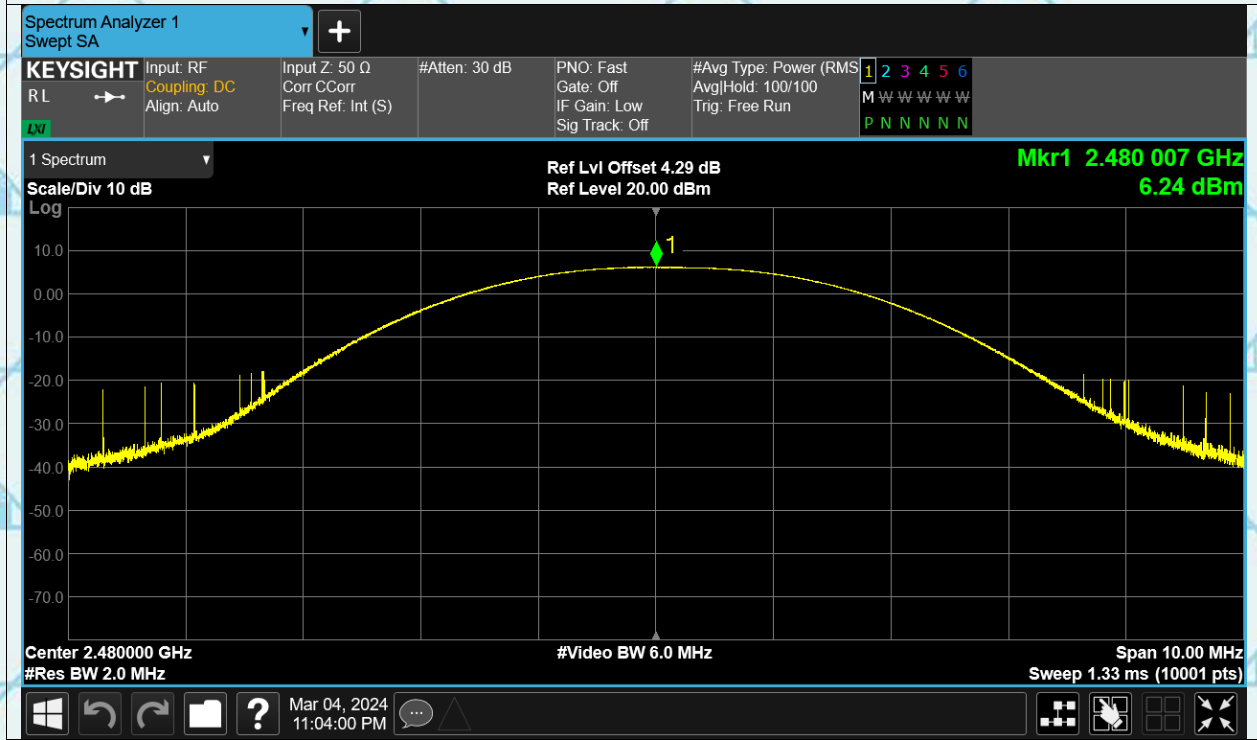 Spectrum Analyzer 1
Swept SA
+
KEYSIGHT
RL
LXI
Input: RF
Coupling: DC
Align: Auto
Input Z: 50 Ω
Corr CCorr
Freq Ref: Int (S)
#Atten: 30 dB
PNO: Fast
Gate: Off
IF Gain: Low
Sig Track: Off
#Avg Type: Power (RMS
Avg|Hold: 100/100
Trig: Free Run
1 2 3 4 5 6
M W W W W W
P N N N N N
1 Spectrum
Scale/Div 10 dB
Log
Ref Lvl Offset 4.29 dB
Ref Level 20.00 dBm
Mkr1 2.480 007 GHz
6.24 dBm
1
10.0
0.00
-10.0
-20.0
-30.0
-40.0
-50.0
-60.0
-70.0
Center 2.480000 GHz
#Res BW 2.0 MHz
#Video BW 6.0 MHz
Span 10.00 MHz
Sweep 1.33 ms (10001 pts)
?
Mar 04, 2024
11:04:00 PM